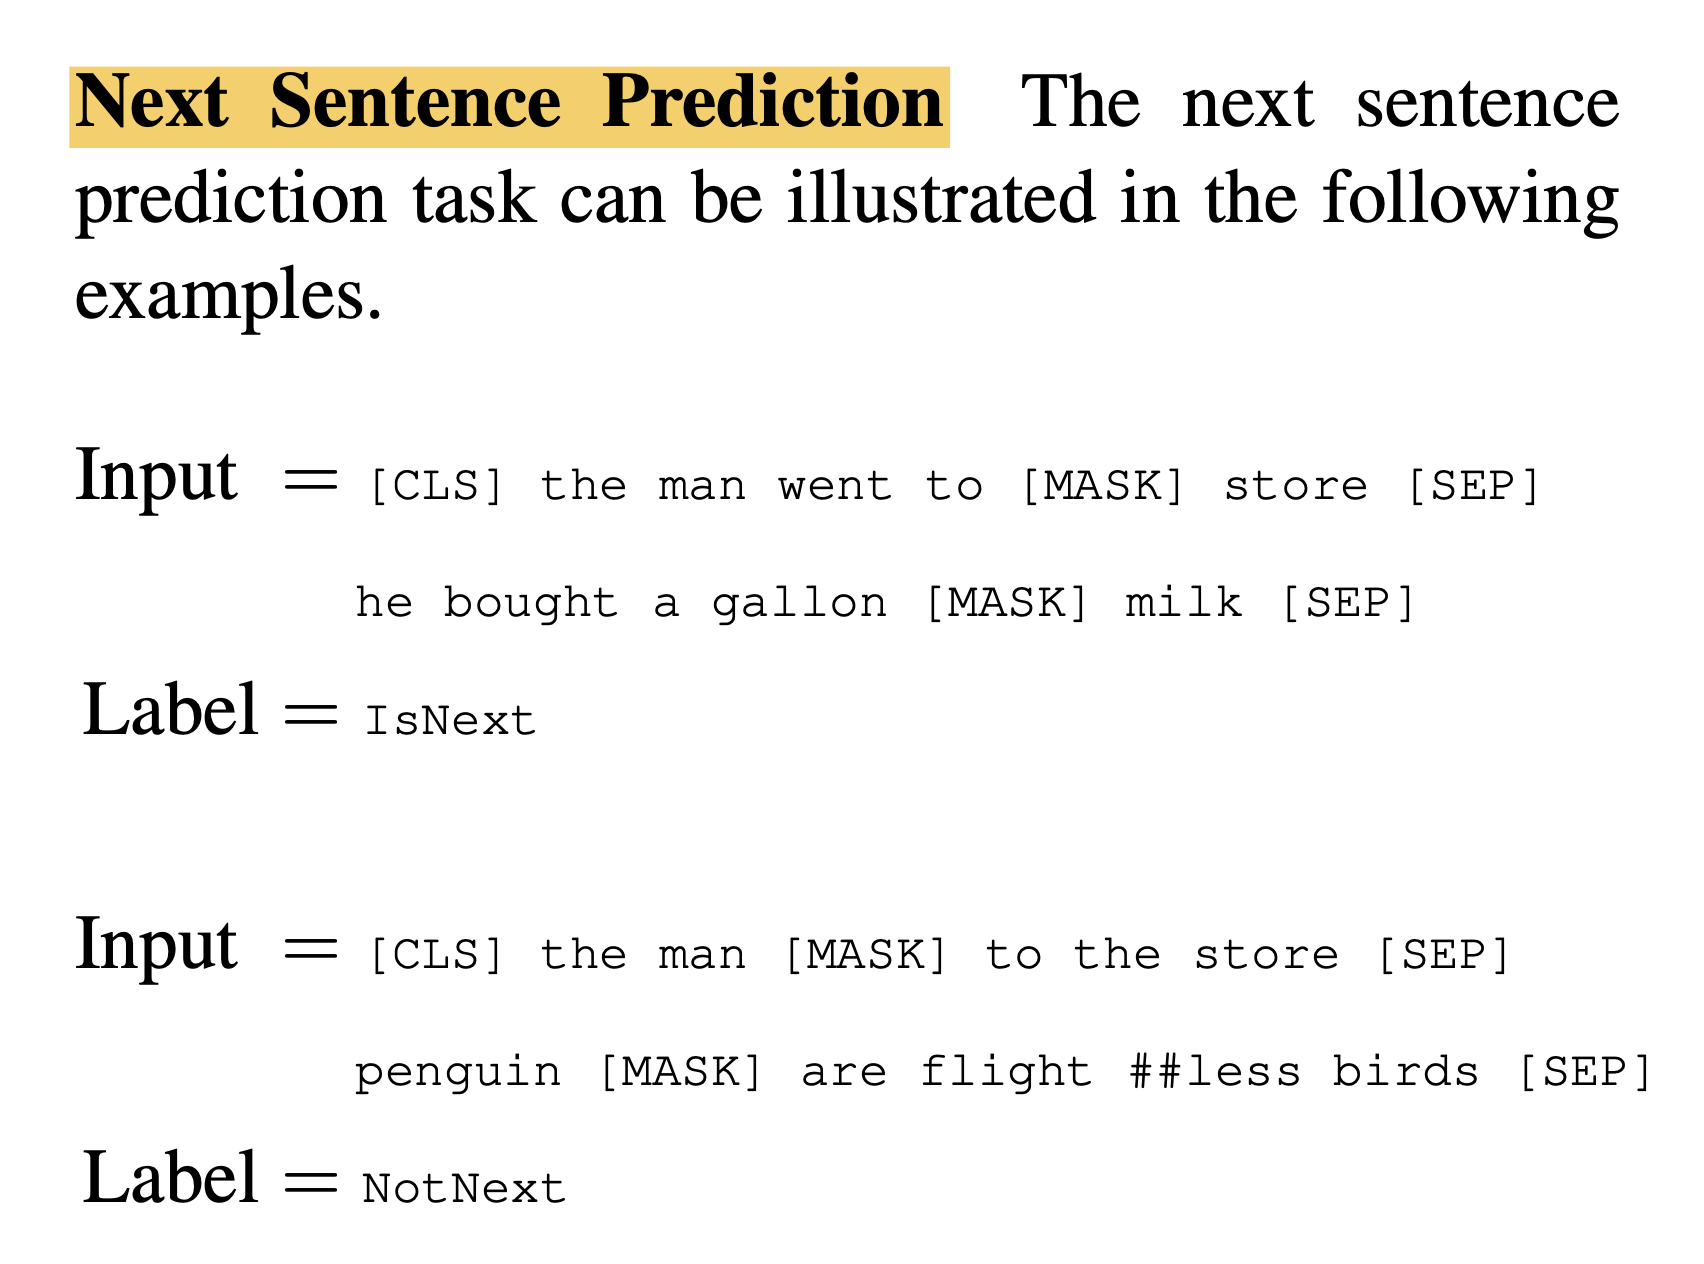 Next Sentence Prediction The next sentence
prediction task can be illustrated in the following
examples.
Input = [CLS] the man went to [MASK] store [SEP]
he bought a gallon [MASK] milk [SEP]
Label = IsNext
Input = [CLS] the man [MASK] to the store [SEP]
penguin [MASK] are flight ##less birds [SEP]
Label = NotNext